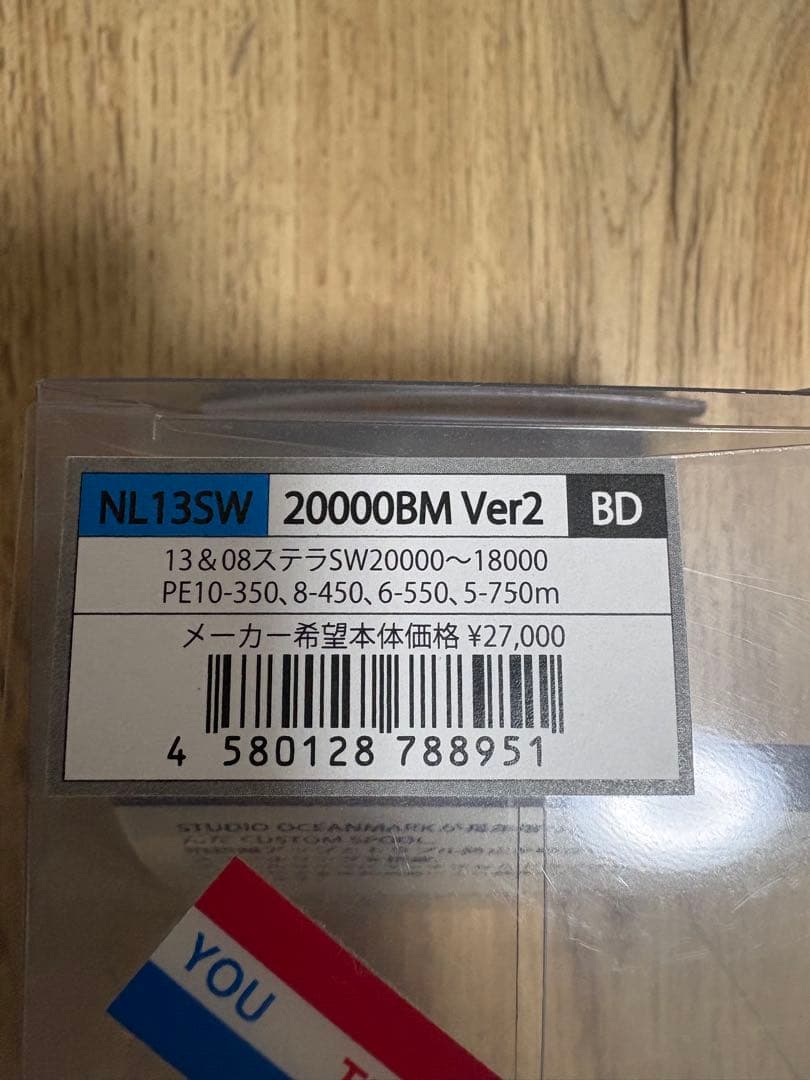 NL13SW 20000BM Ver2 BD
13&08ステラSW20000〜18000
PE10-350、8-450、6-550、5-750m
メーカー希望本体価格 ¥27,000
4 580128 788951
STUDIO OCEANMARK
CUSTOM SPOOL
YOU